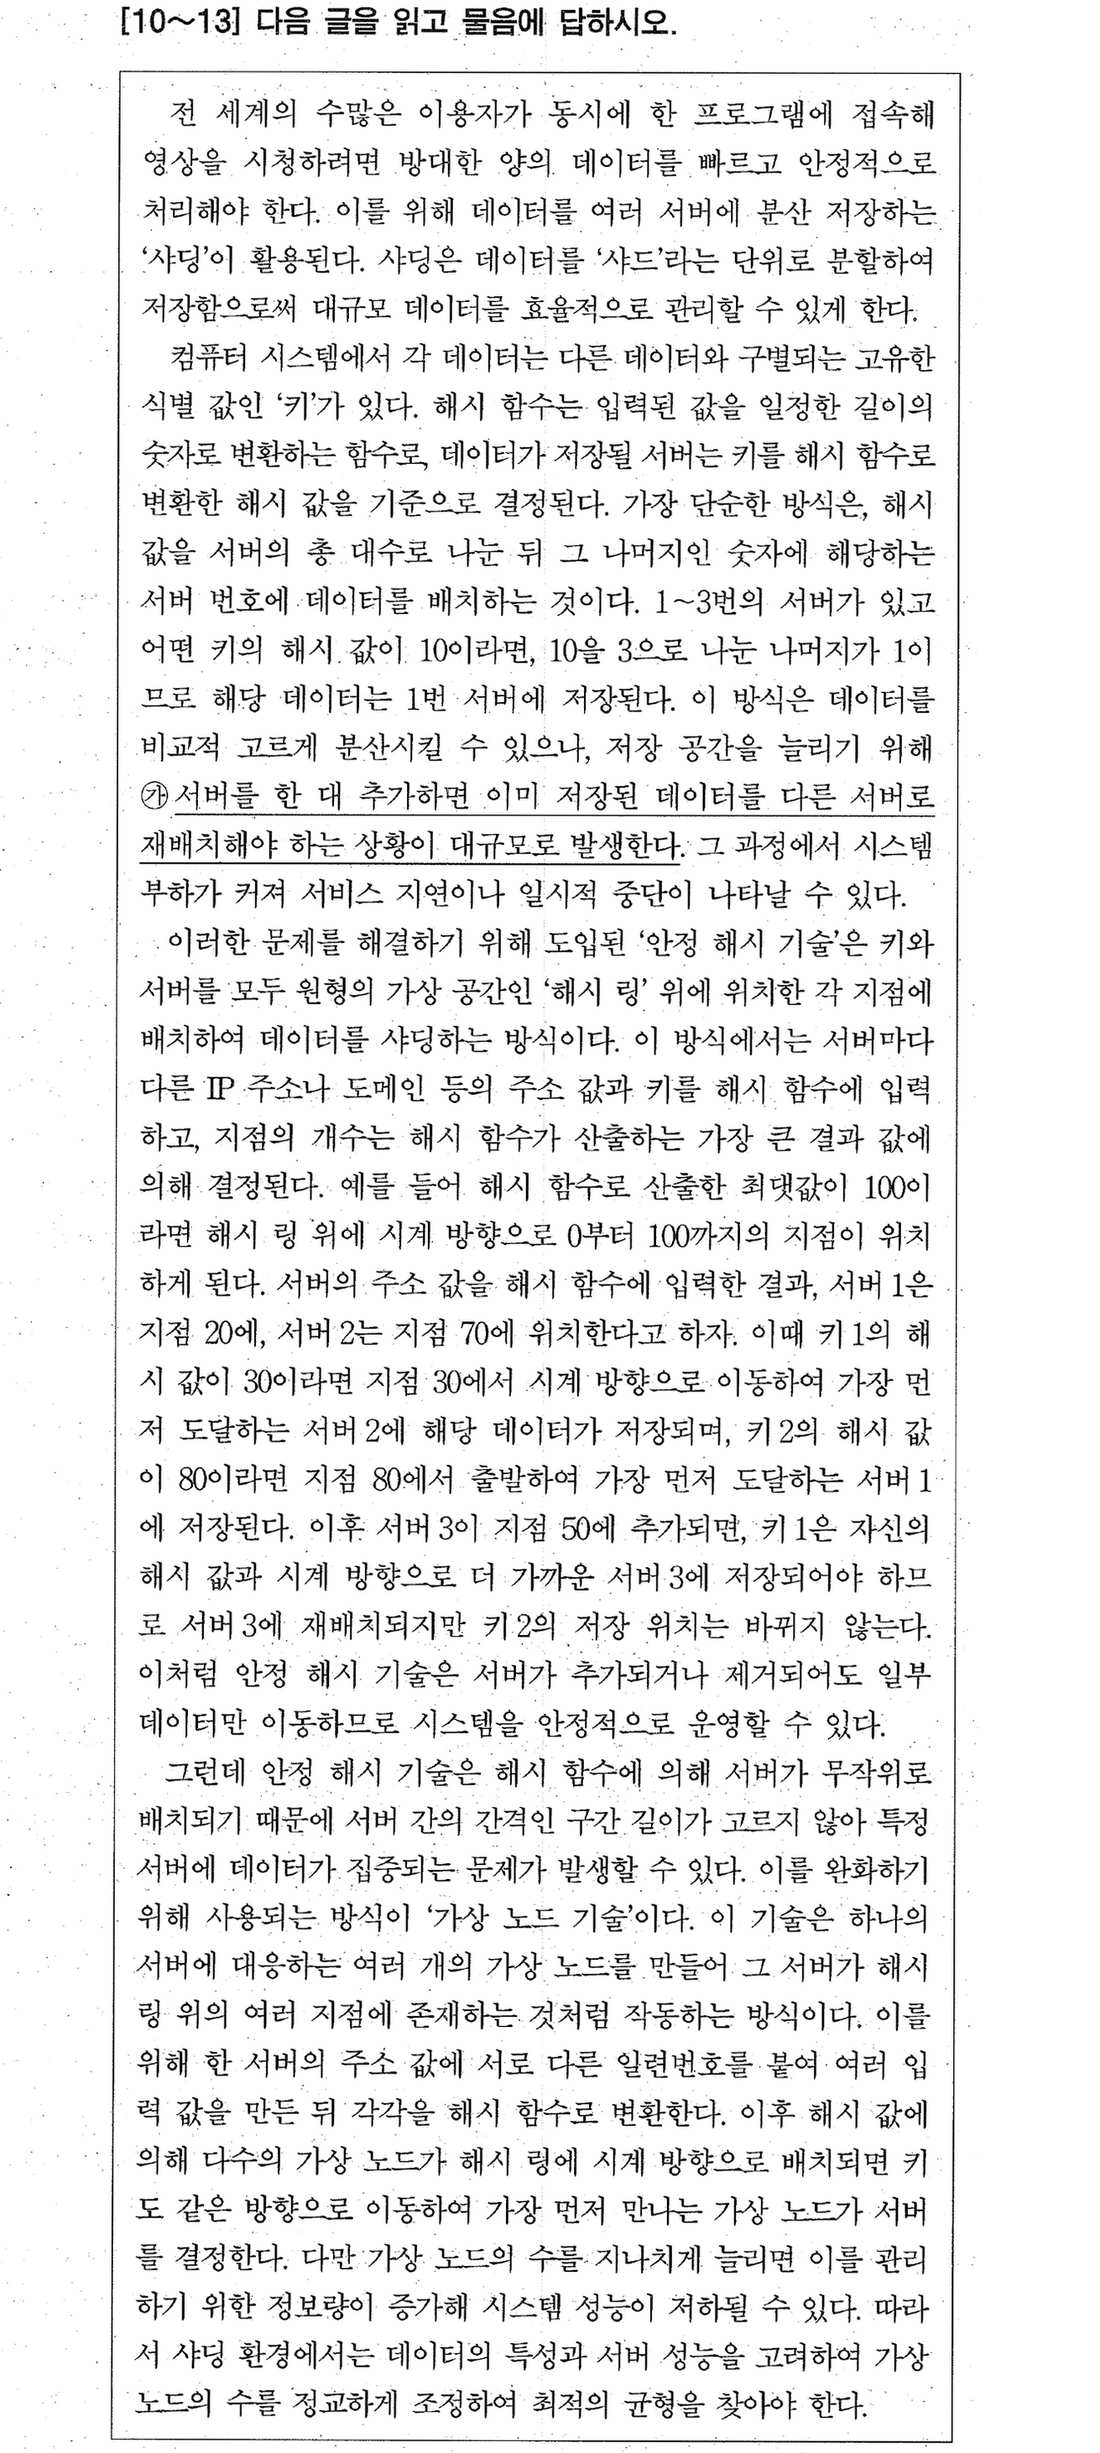 [10～13] 다음 글을 읽고 물음에 답하시오.
전 세계의 수많은 이용자가 동시에 한 프로그램에 접속해
영상을 시청하려면 방대한 양의 데이터를 빠르고 안정적으로
처리해야 한다. 이를 위해 데이터를 여러 서버에 분산 저장하는
‘샤딩’이 활용된다. 샤딩은 데이터를 ‘샤드’라는 단위로 분할하여
저장함으로써 대규모 데이터를 효율적으로 관리할 수 있게 한다.
컴퓨터 시스템에서 각 데이터는 다른 데이터와 구별되는 고유한
식별 값인 ‘키’가 있다. 해시 함수는 입력된 값을 일정한 길이의
숫자로 변환하는 함수로, 데이터가 저장될 서버는 키를 해시 함수로
변환한 해시 값을 기준으로 결정된다. 가장 단순한 방식은, 해시
값을 서버의 총 대수로 나눈 뒤 그 나머지인 숫자에 해당하는
서버 번호에 데이터를 배치하는 것이다. 1～3번의 서버가 있고
어떤 키의 해시 값이 10이라면, 10을 3으로 나눈 나머지가 1이
므로 해당 데이터는 1번 서버에 저장된다. 이 방식은 데이터를
비교적 고르게 분산시킬 수 있으나, 저장 공간을 늘리기 위해
㉮서버를 한 대 추가하면 이미 저장된 데이터를 다른 서버로
재배치해야 하는 상황이 대규모로 발생한다. 그 과정에서 시스템
부하가 커져 서비스 지연이나 일시적 중단이 나타날 수 있다.
이러한 문제를 해결하기 위해 도입된 ‘안정 해시 기술’은 키와
서버를 모두 원형의 가상 공간인 ‘해시 링’ 위에 위치한 각 지점에
배치하여 데이터를 샤딩하는 방식이다. 이 방식에서는 서버마다
다른 IP 주소나 도메인 등의 주소 값과 키를 해시 함수에 입력
하고, 지점의 개수는 해시 함수가 산출하는 가장 큰 결과 값에
의해 결정된다. 예를 들어 해시 함수로 산출한 최댓값이 100이
라면 해시 링 위에 시계 방향으로 0부터 100까지의 지점이 위치
하게 된다. 서버의 주소 값을 해시 함수에 입력한 결과, 서버 1은
지점 20에, 서버 2는 지점 70에 위치한다고 하자. 이때 키 1의 해
시 값이 30이라면 지점 30에서 시계 방향으로 이동하여 가장 먼
저 도달하는 서버 2에 해당 데이터가 저장되며, 키 2의 해시 값
이 80이라면 지점 80에서 출발하여 가장 먼저 도달하는 서버 1
에 저장된다. 이후 서버 3이 지점 50에 추가되면, 키 1은 자신의
해시 값과 시계 방향으로 더 가까운 서버 3에 저장되어야 하므
로 서버 3에 재배치되지만 키 2의 저장 위치는 바뀌지 않는다.
이처럼 안정 해시 기술은 서버가 추가되거나 제거되어도 일부
데이터만 이동하므로 시스템을 안정적으로 운영할 수 있다.
그런데 안정 해시 기술은 해시 함수에 의해 서버가 무작위로
배치되기 때문에 서버 간의 간격인 구간 길이가 고르지 않아 특정
서버에 데이터가 집중되는 문제가 발생할 수 있다. 이를 완화하기
위해 사용되는 방식이 ‘가상 노드 기술’이다. 이 기술은 하나의
서버에 대응하는 여러 개의 가상 노드를 만들어 그 서버가 해시
링 위의 여러 지점에 존재하는 것처럼 작동하는 방식이다. 이를
위해 한 서버의 주소 값에 서로 다른 일련번호를 붙여 여러 입
력 값을 만든 뒤 각각을 해시 함수로 변환한다. 이후 해시 값에
의해 다수의 가상 노드가 해시 링에 시계 방향으로 배치되면 키
도 같은 방향으로 이동하여 가장 먼저 만나는 가상 노드가 서버
를 결정한다. 다만 가상 노드의 수를 지나치게 늘리면 이를 관리
하기 위한 정보량이 증가해 시스템 성능이 저하될 수 있다. 따라
서 샤딩 환경에서는 데이터의 특성과 서버 성능을 고려하여 가상
노드의 수를 정교하게 조정하여 최적의 균형을 찾아야 한다.